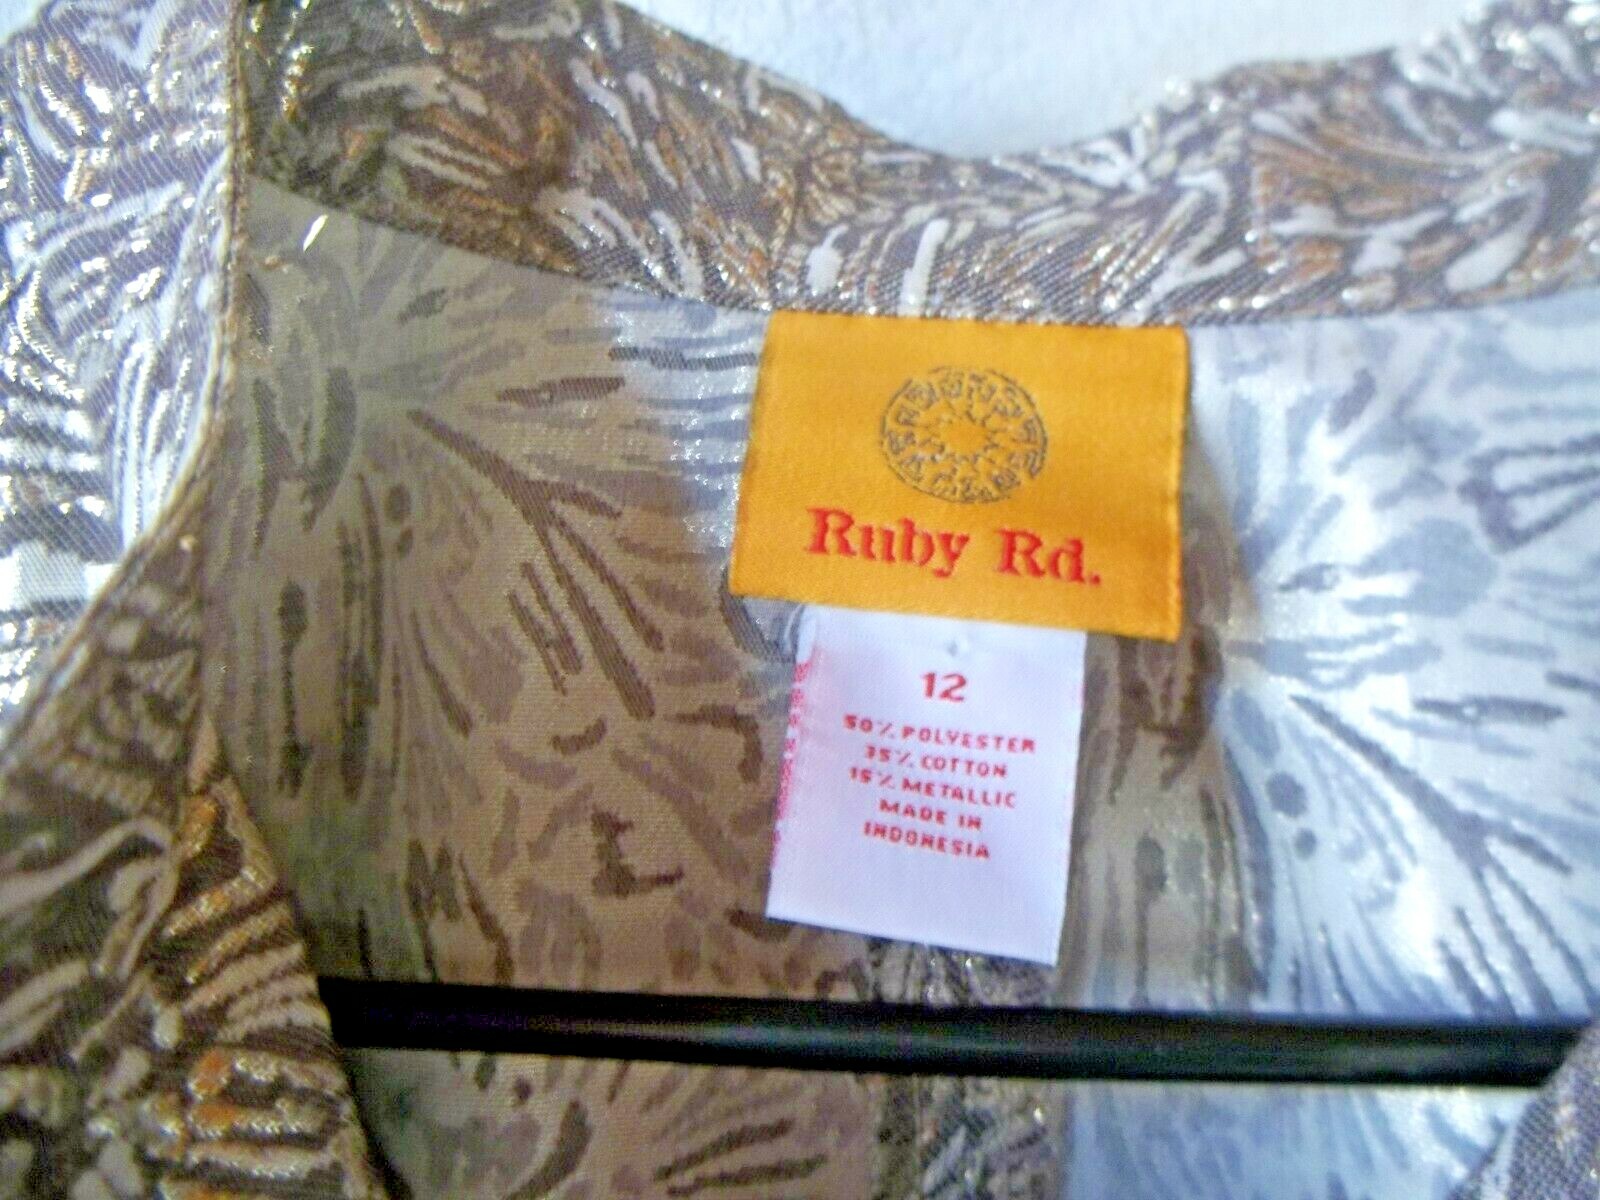 Ruby Rd.
12
50% POLYESTER
35% COTTON
15% METALLIC
MADE IN
INDONESIA